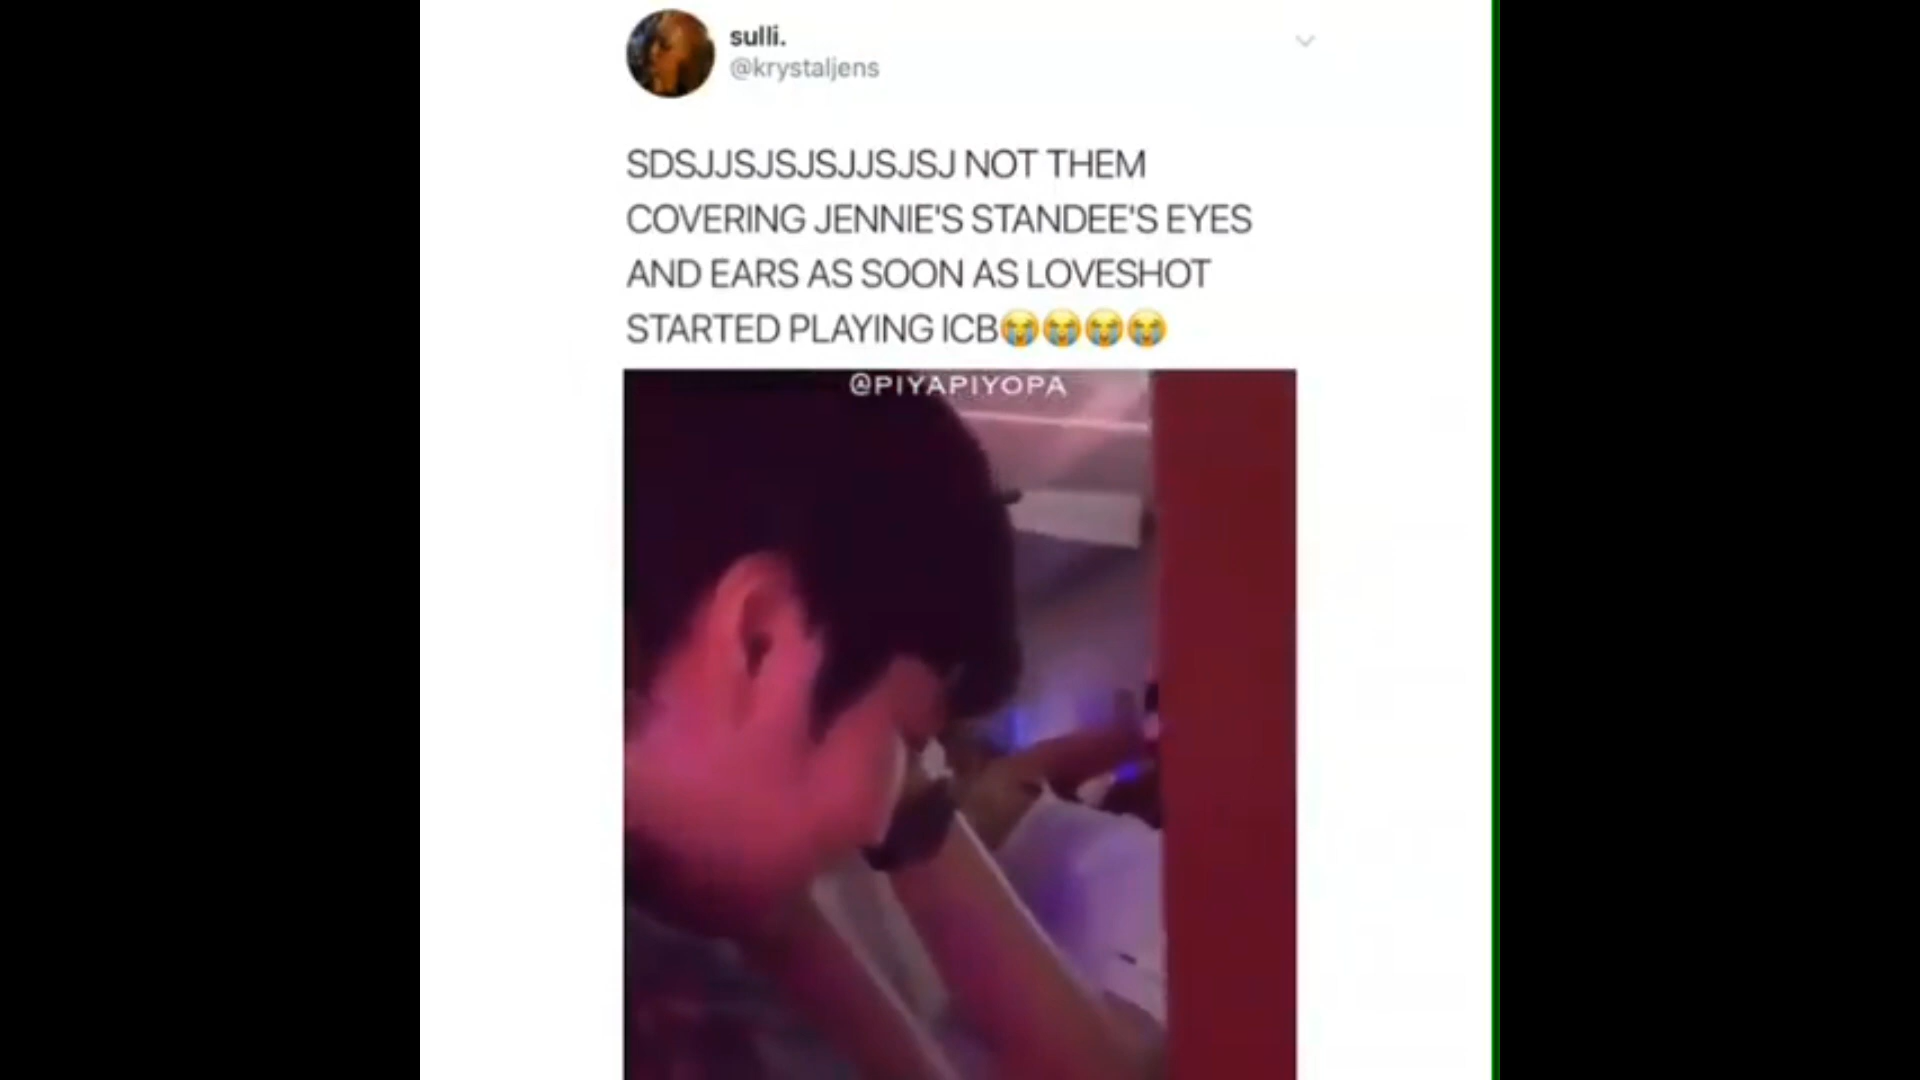 sulli.
@krystaljens
SDSJJSJSJSJJSJSJ NOT THEM
COVERING JENNIE'S STANDEE'S EYES
AND EARS AS SOON AS LOVESHOT
STARTED PLAYING ICB😭😭😭😭
@PIYAPIYOPA